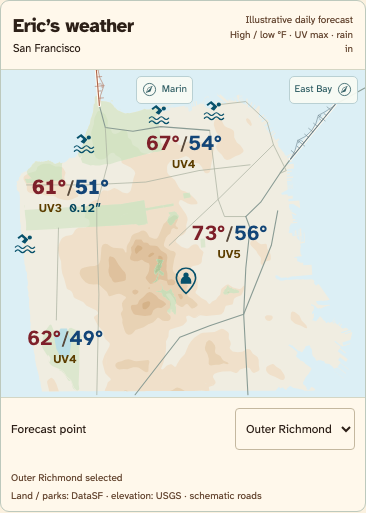 Eric's weather
San Francisco
Illustrative daily forecast
High / low °F · UV max · rain
in
Marin
East Bay
67°/54°
UV4
61°/51°
UV3 0.12"
73°/56°
UV5
62°/49°
UV4
Forecast point
Outer Richmond
Outer Richmond selected
Land / parks: DataSF · elevation: USGS · schematic roads